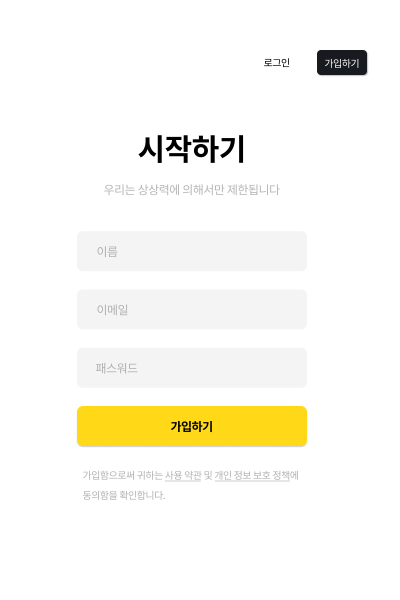 로그인
가입하기
시작하기
우리는 상상력에 의해서만 제한됩니다
이름
이메일
패스워드
가입하기
가입함으로써 귀하는 사용 약관 및 개인 정보 보호 정책에
동의함을 확인합니다.